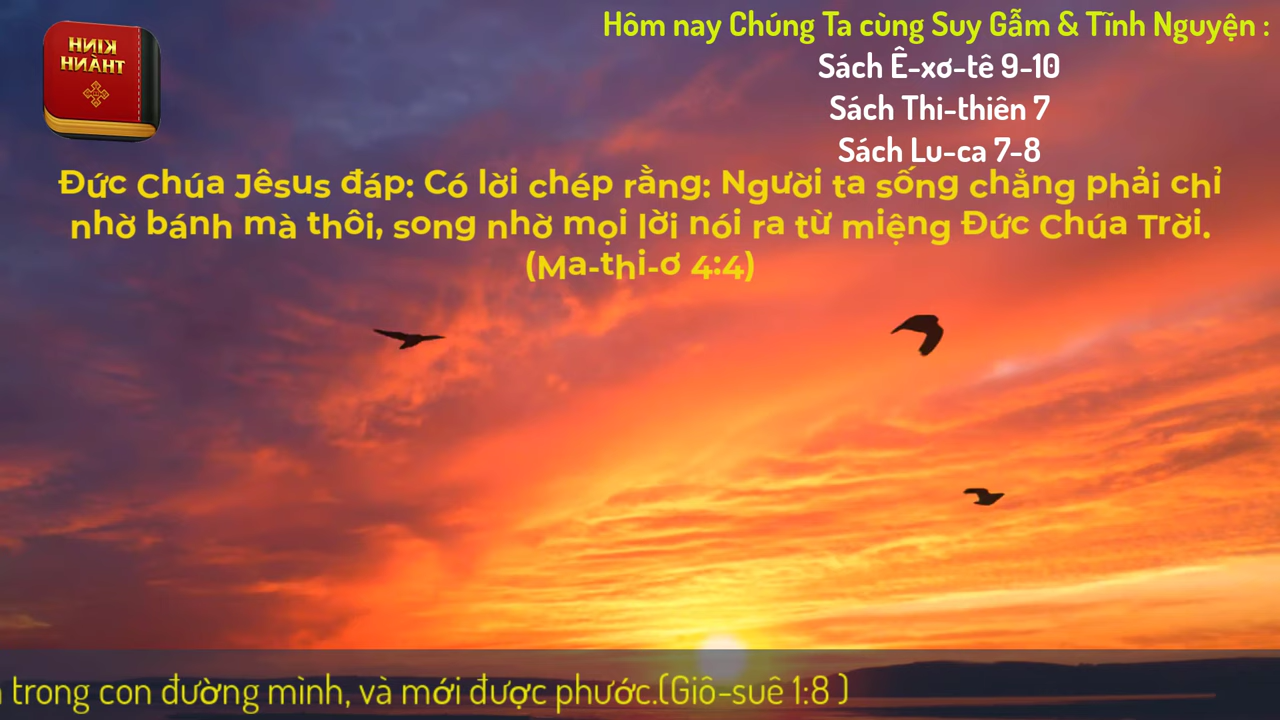 KINH
THÁNH
Hôm nay Chúng Ta cùng Suy Gẫm & Tĩnh Nguyện :
Sách Ê-xơ-tê 9-10
Sách Thi-thiên 7
Sách Lu-ca 7-8
Đức Chúa Jêsus đáp: Có lời chép rằng: Người ta sống chẳng phải chỉ
nhờ bánh mà thôi, song nhờ mọi lời nói ra từ miệng Đức Chúa Trời.
(Ma-thi-ơ 4:4)
trong con đường mình, và mới được phước.(Giô-suê 1:8 )